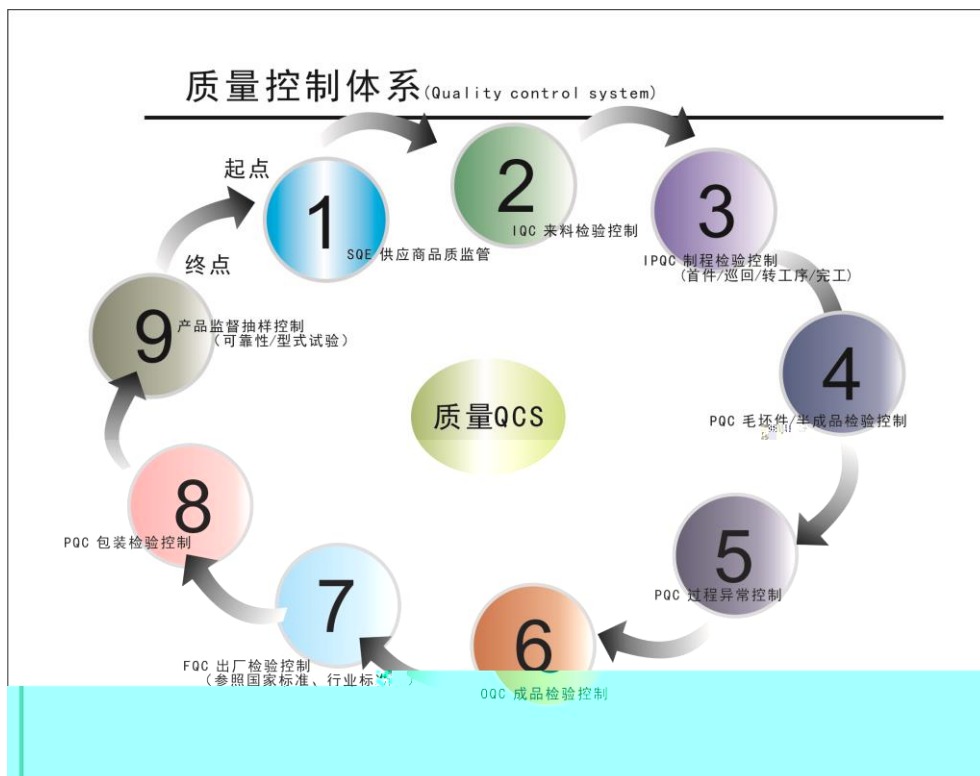 质量控制体系(Quality control system)
起点
终点
1
SQE 供应商品质监管
2
IQC 来料检验控制
3
IPQC 制程检验控制
(首件/巡回/转工序/完工)
4
PQC 毛坯件/半成品检验控制
5
PQC 过程异常控制
6
OQC 成品检验控制
7
FQC 出厂检验控制
(参照国家标准、行业标
8
PQC 包装检验控制
9
产品监督抽样控制
(可靠性/型式试验)
质量QCS